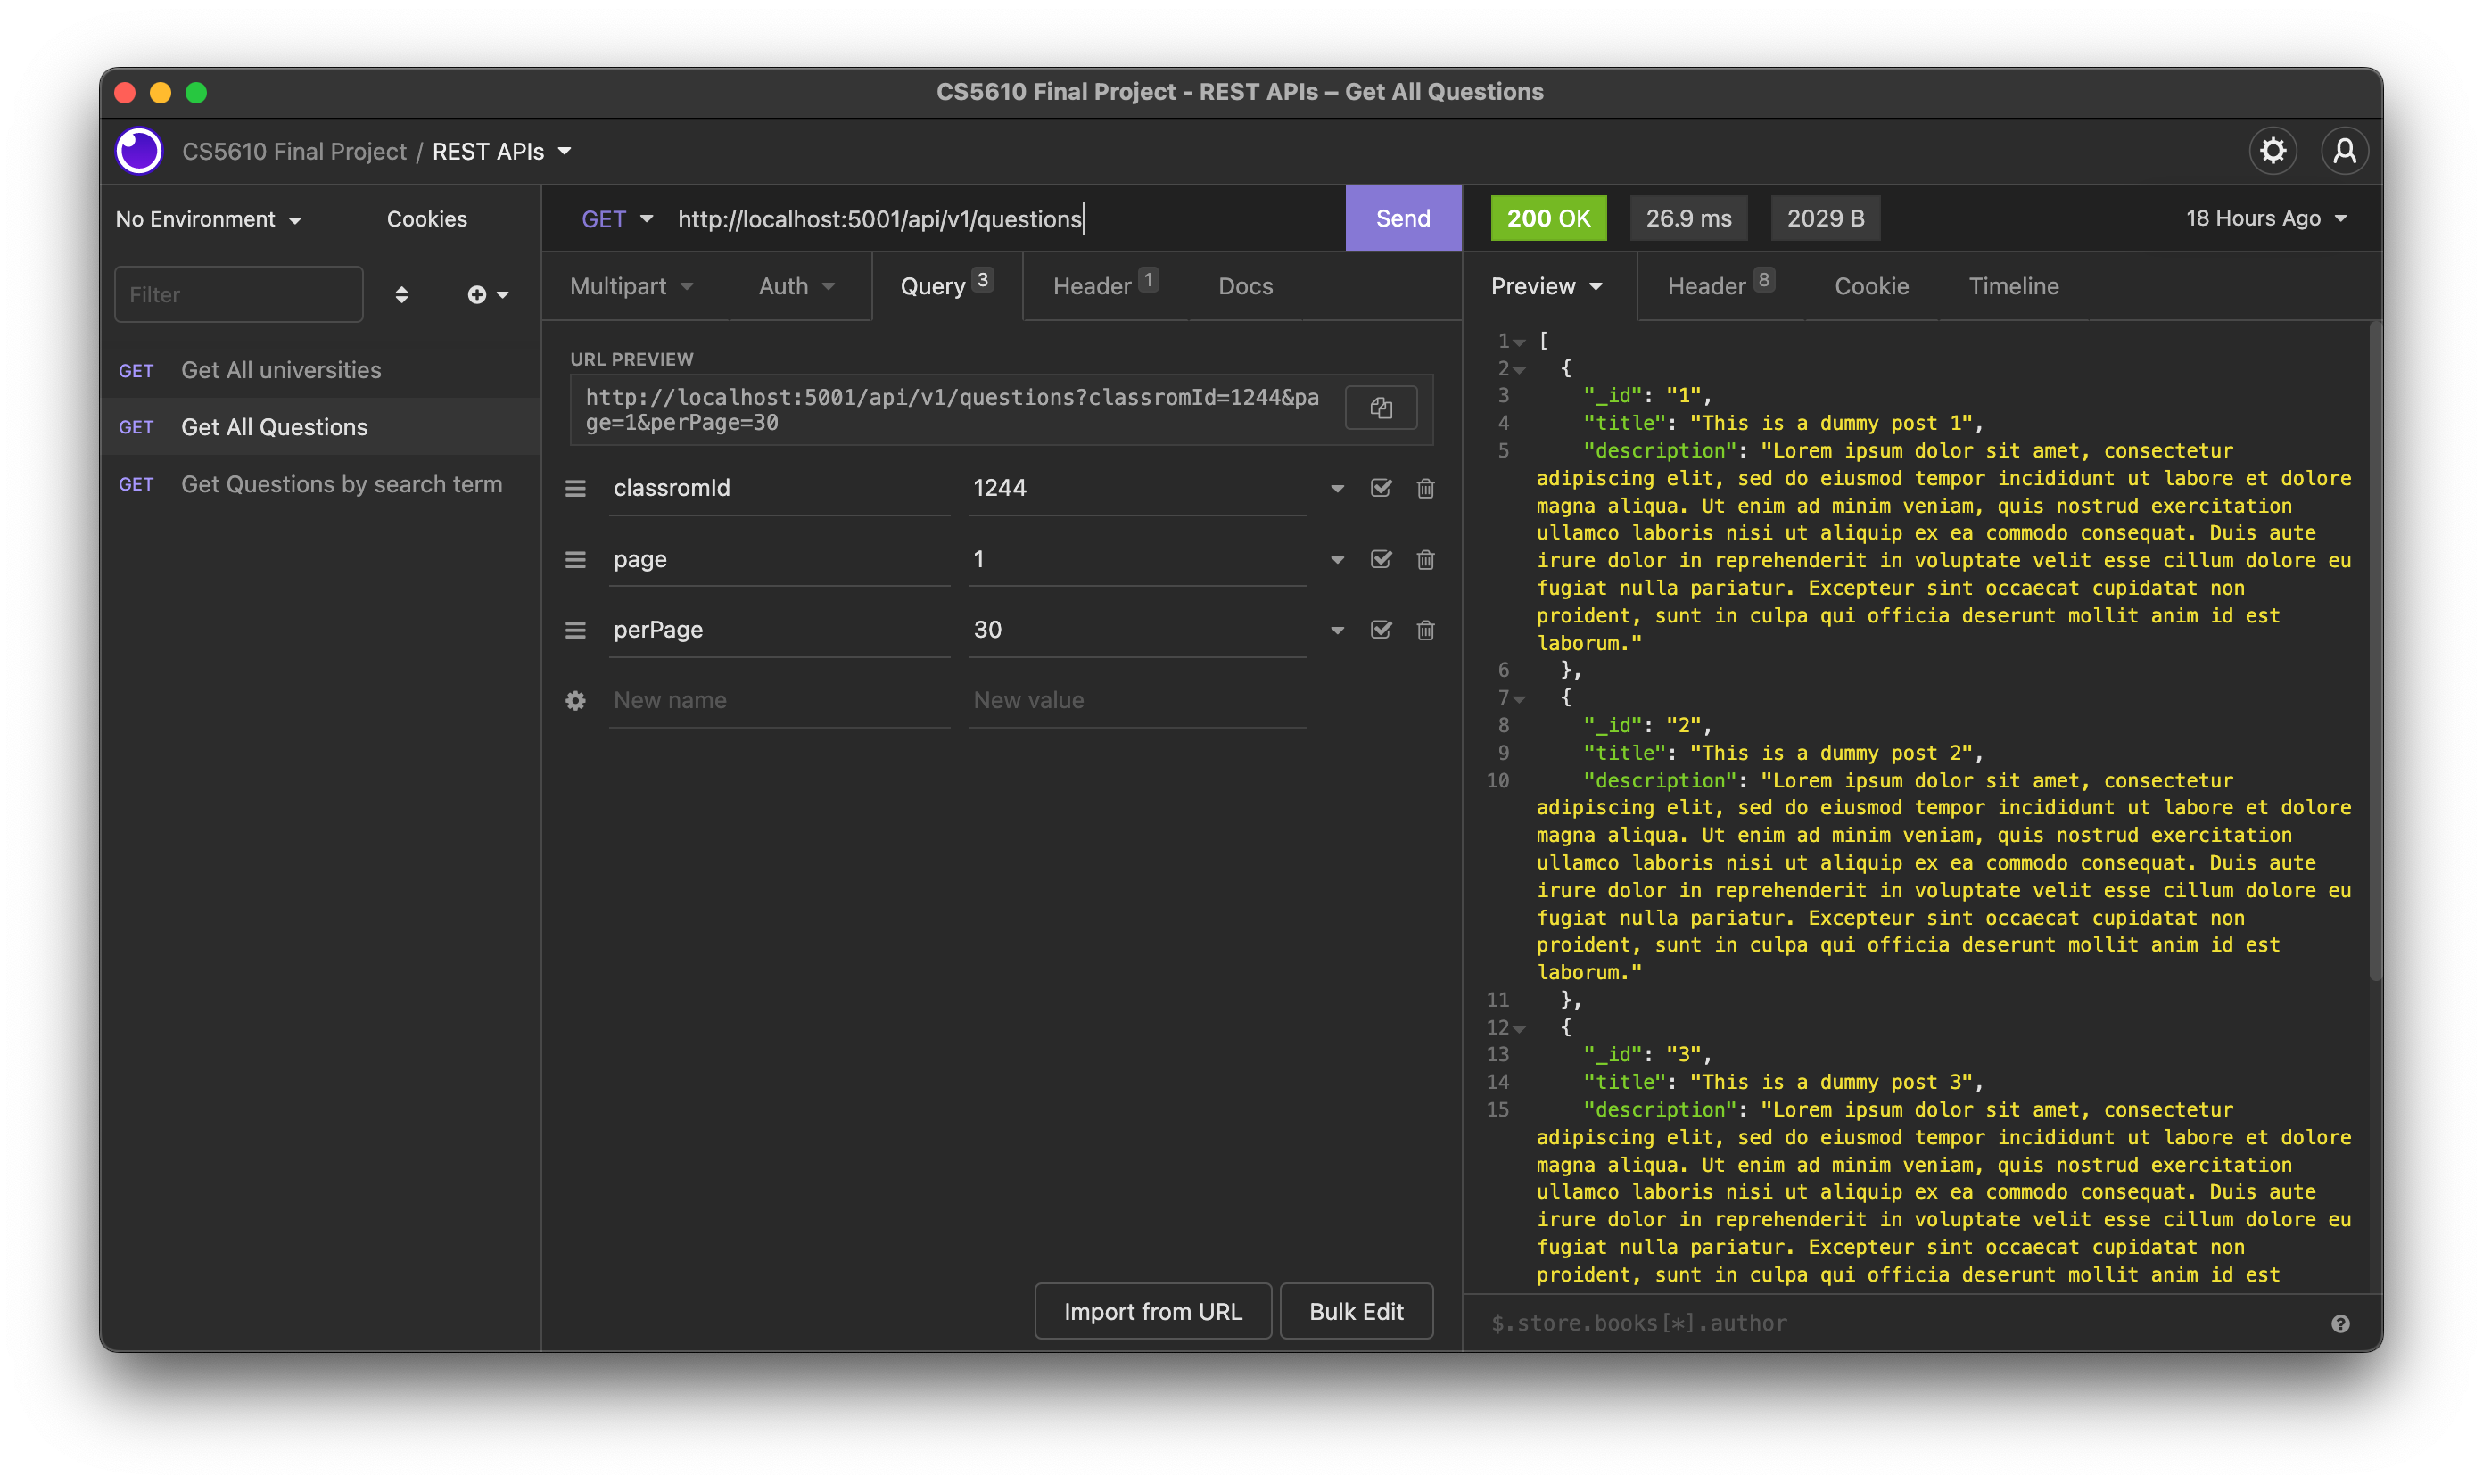 CS5610 Final Project - REST APIs – Get All Questions
CS5610 Final Project / REST APIs
No Environment
Cookies
Filter
GET Get All universities
GET Get All Questions
GET Get Questions by search term
GET http://localhost:5001/api/v1/questions Send
Multipart Auth Query 3 Header 1 Docs
URL PREVIEW
http://localhost:5001/api/v1/questions?classromId=1244&pa
ge=1&perPage=30
classromId 1244
page 1
perPage 30
New name New value
Import from URL Bulk Edit
200 OK 26.9 ms 2029 B 18 Hours Ago
Preview Header 8 Cookie Timeline
1 [
2 {
3 "_id": "1",
4 "title": "This is a dummy post 1",
5 "description": "Lorem ipsum dolor sit amet, consectetur
adipiscing elit, sed do eiusmod tempor incididunt ut labore et dolore
magna aliqua. Ut enim ad minim veniam, quis nostrud exercitation
ullamco laboris nisi ut aliquip ex ea commodo consequat. Duis aute
irure dolor in reprehenderit in voluptate velit esse cillum dolore eu
fugiat nulla pariatur. Excepteur sint occaecat cupidatat non
proident, sunt in culpa qui officia deserunt mollit anim id est
laborum."
6 },
7 {
8 "_id": "2",
9 "title": "This is a dummy post 2",
10 "description": "Lorem ipsum dolor sit amet, consectetur
adipiscing elit, sed do eiusmod tempor incididunt ut labore et dolore
magna aliqua. Ut enim ad minim veniam, quis nostrud exercitation
ullamco laboris nisi ut aliquip ex ea commodo consequat. Duis aute
irure dolor in reprehenderit in voluptate velit esse cillum dolore eu
fugiat nulla pariatur. Excepteur sint occaecat cupidatat non
proident, sunt in culpa qui officia deserunt mollit anim id est
laborum."
11 },
12 {
13 "_id": "3",
14 "title": "This is a dummy post 3",
15 "description": "Lorem ipsum dolor sit amet, consectetur
adipiscing elit, sed do eiusmod tempor incididunt ut labore et dolore
magna aliqua. Ut enim ad minim veniam, quis nostrud exercitation
ullamco laboris nisi ut aliquip ex ea commodo consequat. Duis aute
irure dolor in reprehenderit in voluptate velit esse cillum dolore eu
fugiat nulla pariatur. Excepteur sint occaecat cupidatat non
proident, sunt in culpa qui officia deserunt mollit anim id est
$.store.books[*].author